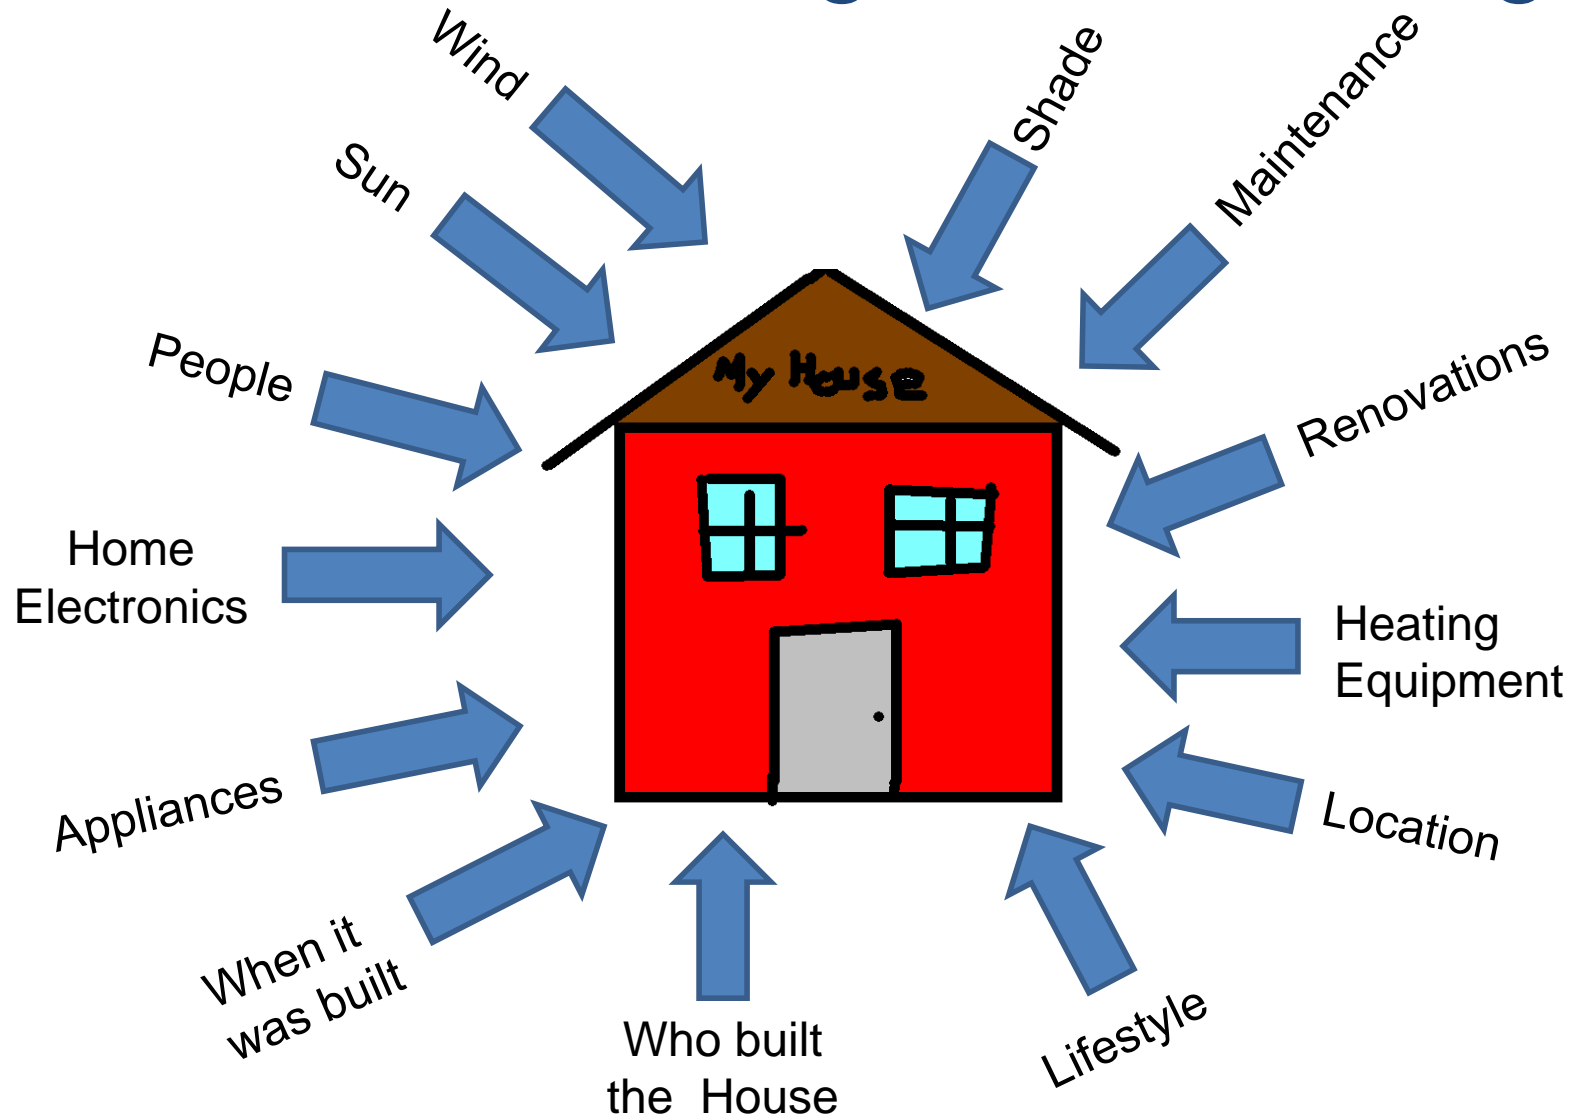 Wind
Shade
Maintenance
Sun
People
My House
Renovations
Home
Electronics
Heating
Equipment
Appliances
Location
When it
was built
Who built
the House
Lifestyle